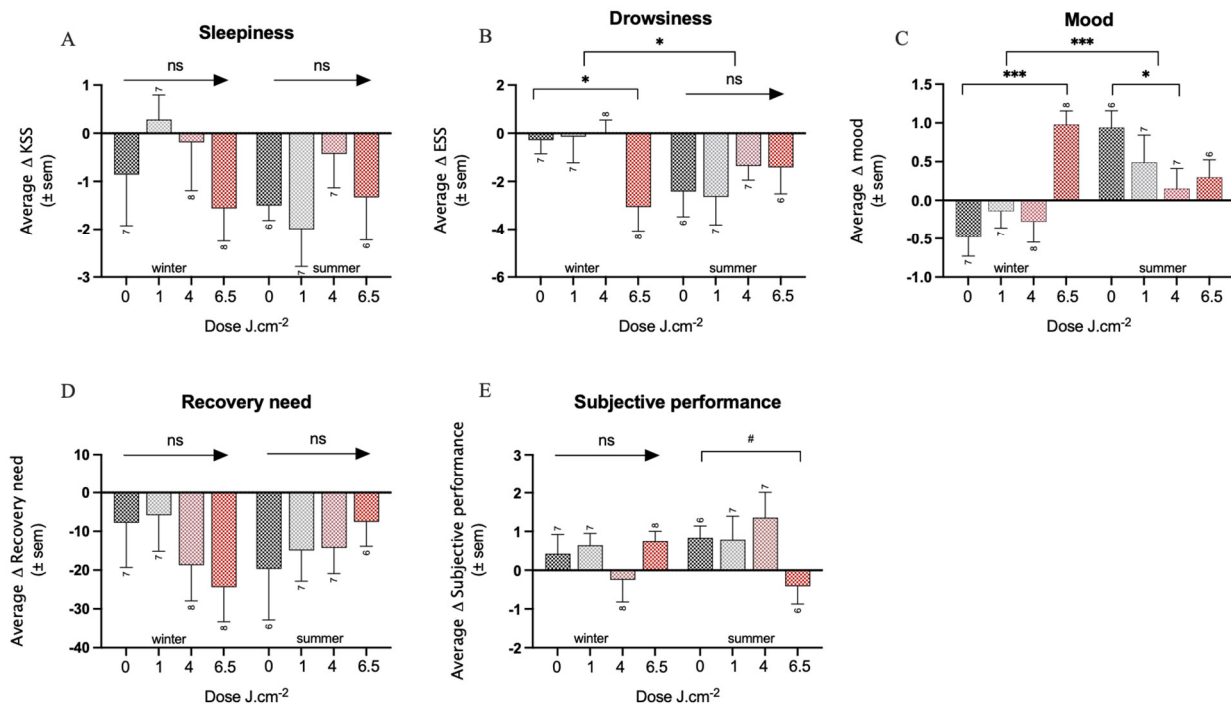 A
Sleepiness
ns
ns
Average Δ KSS
(± sem)
1
0
-1
-2
-3
7
7
8
8
6
7
7
6
winter
summer
0 1 4 6.5 0 1 4 6.5
Dose J.cm-2
B
Drowsiness
*
*
ns
Average Δ ESS
(± sem)
2
0
-2
-4
-6
7
7
8
8
6
7
7
6
winter
summer
0 1 4 6.5 0 1 4 6.5
Dose J.cm-2
C
Mood
***
***
*
Average Δ mood
(± sem)
1.5
1.0
0.5
0.0
-0.5
-1.0
7
7
8
8
6
7
7
6
winter
summer
0 1 4 6.5 0 1 4 6.5
Dose J.cm-2
D
Recovery need
ns
ns
Average Δ Recovery need
(± sem)
10
0
-10
-20
-30
-40
7
7
8
8
6
7
7
6
winter
summer
0 1 4 6.5 0 1 4 6.5
Dose J.cm-2
E
Subjective performance
ns
#
Average Δ Subjective performance
(± sem)
3
2
1
0
-1
-2
7
7
8
8
6
7
7
6
winter
summer
0 1 4 6.5 0 1 4 6.5
Dose J.cm-2